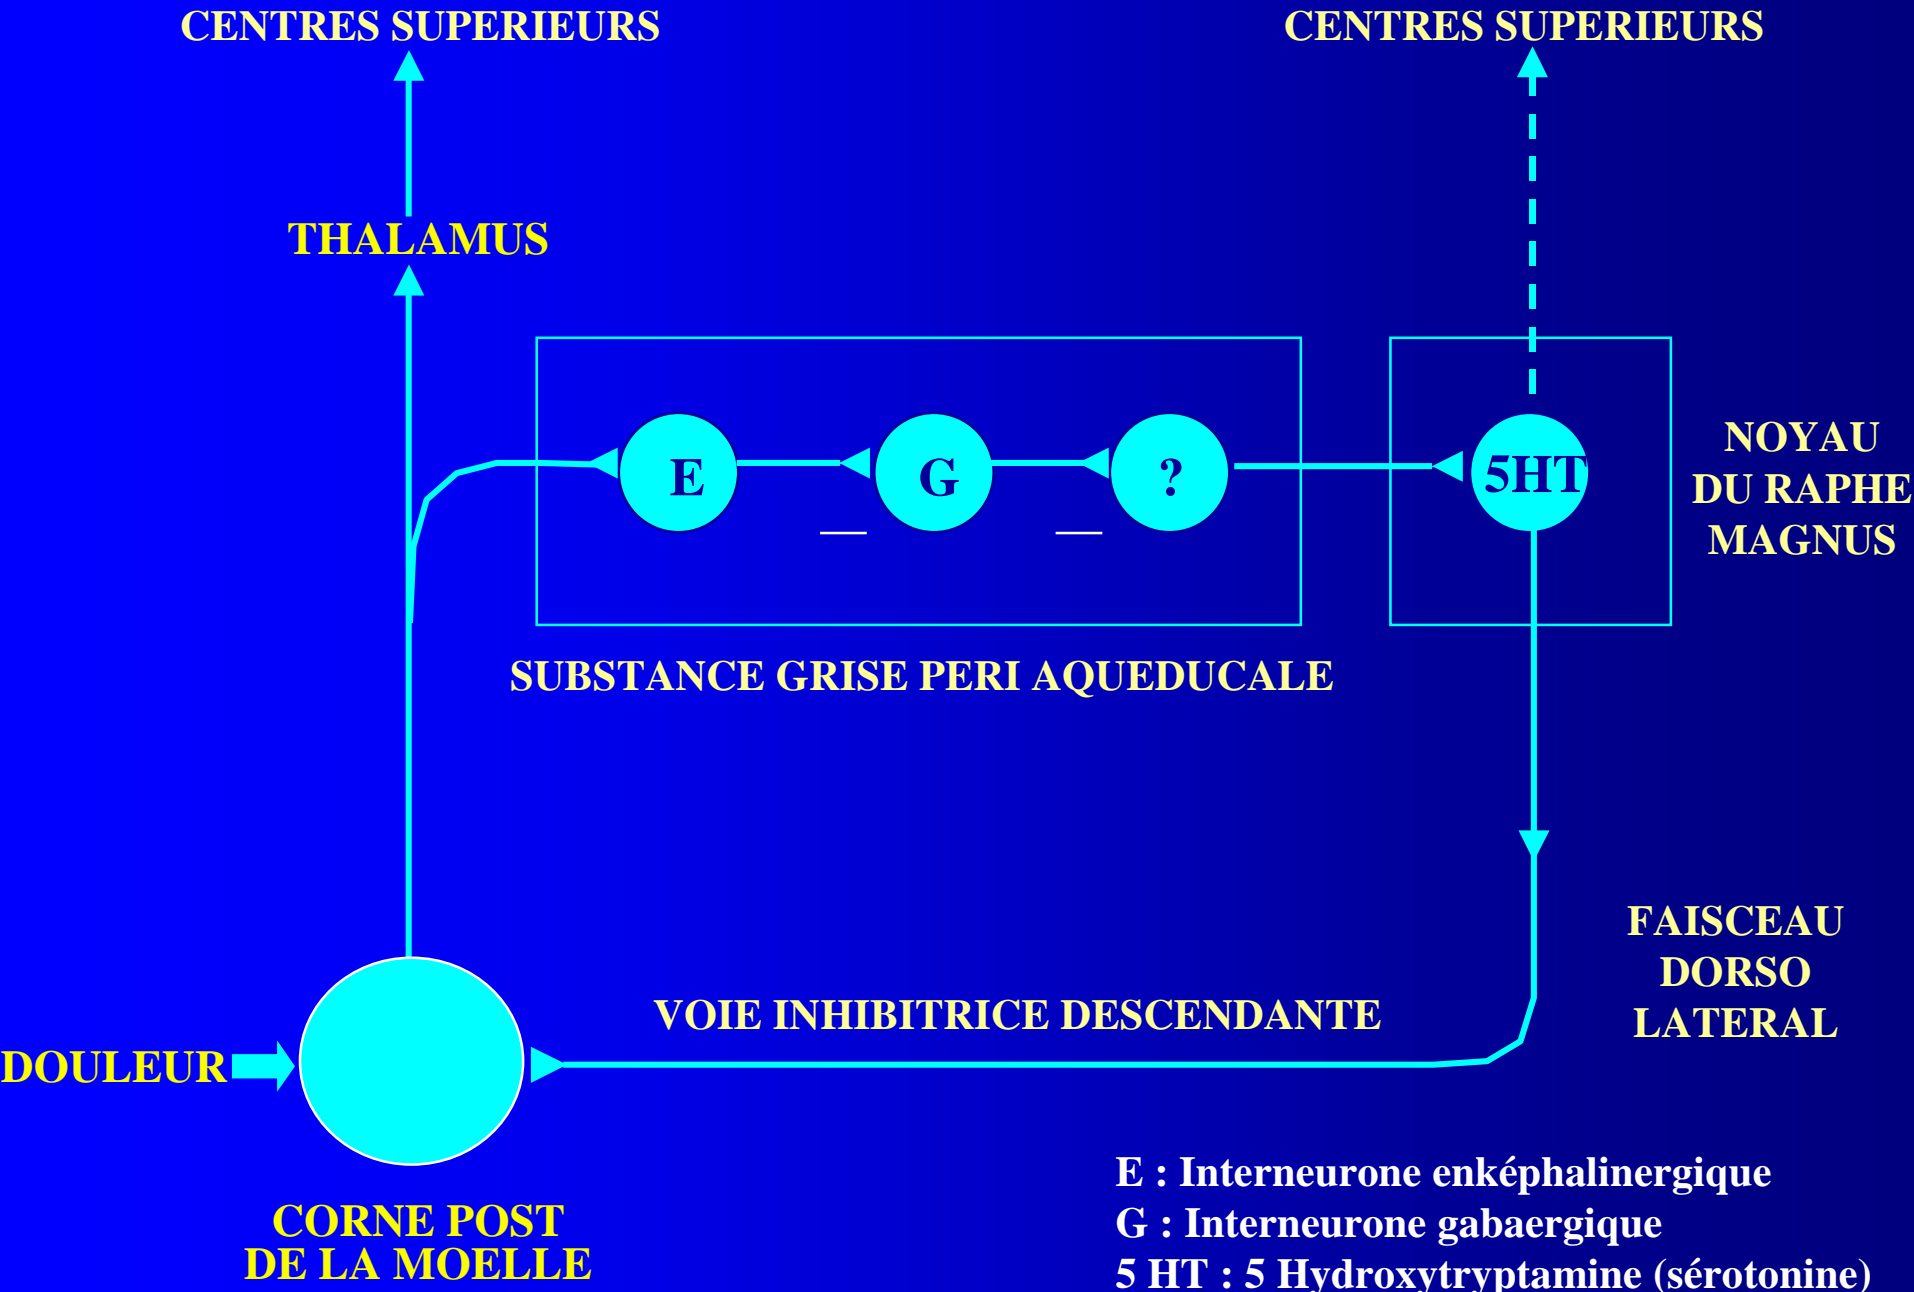 CENTRES SUPERIEURS
CENTRES SUPERIEURS
THALAMUS
E
G
?
5HT
NOYAU
DU RAPHE
MAGNUS
SUBSTANCE GRISE PERI AQUEDUCALE
FAISCEAU
DORSO
LATERAL
VOIE INHIBITRICE DESCENDANTE
DOULEUR
CORNE POST
DE LA MOELLE
E : Interneurone enképhalinergique
G : Interneurone gabaergique
5 HT : 5 Hydroxytryptamine (sérotonine)